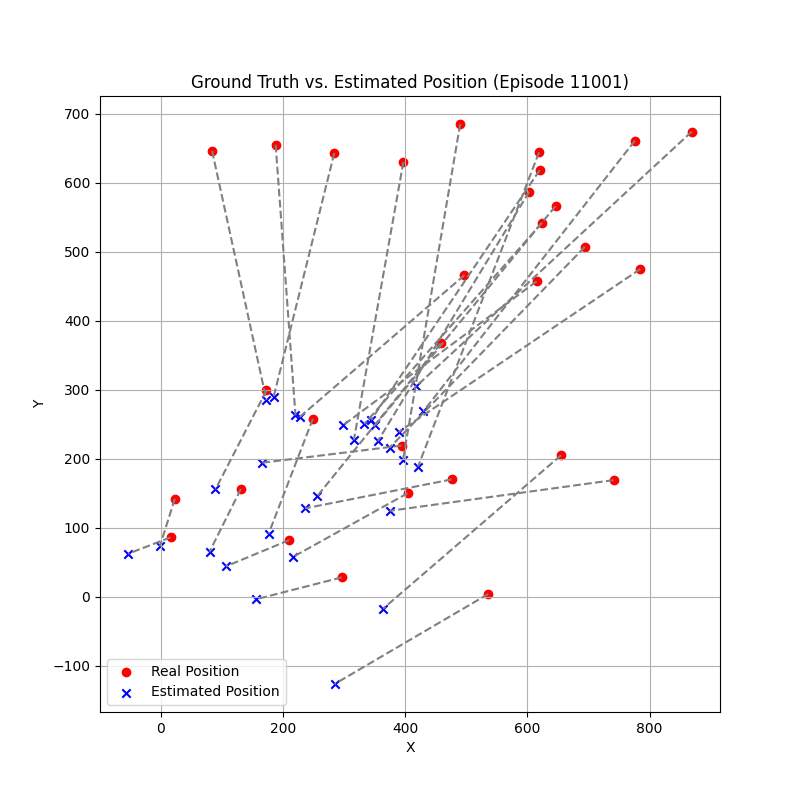 Ground Truth vs. Estimated Position (Episode 11001)
700
600
500
400
300
200
100
0
−100
Y
Real Position
Estimated Position
0 200 400 600 800
X